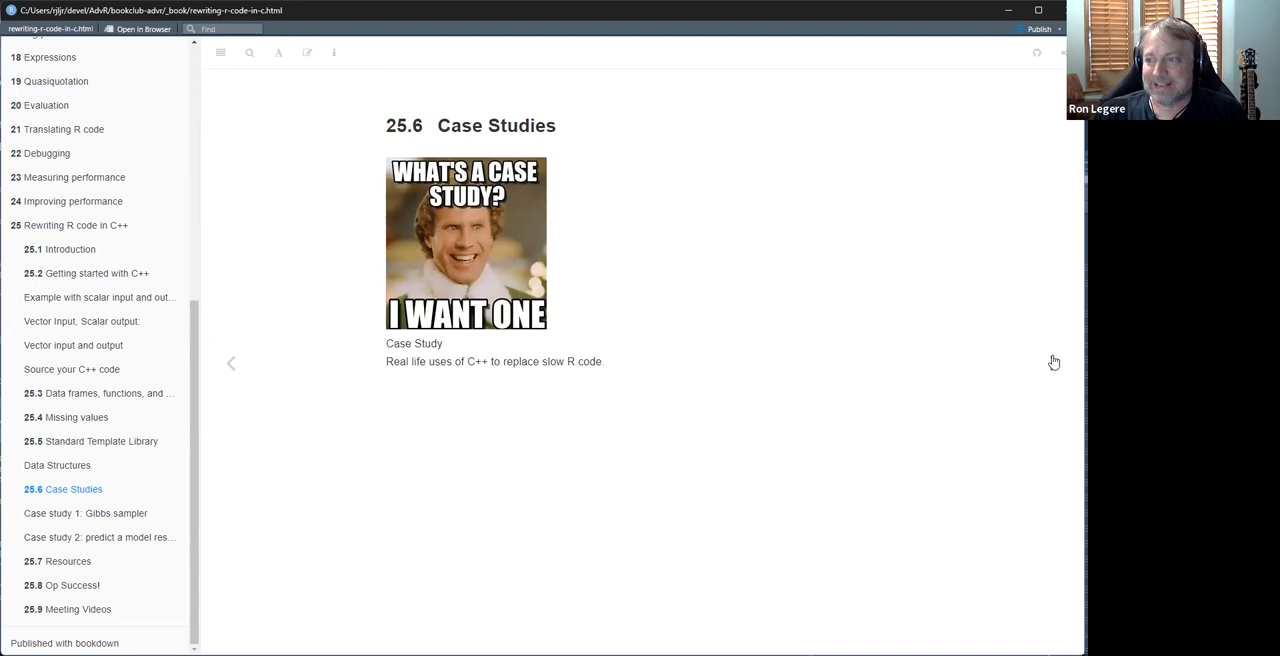 C:/Users/rjljr/devel/AdvR/bookclub-advr/_book/rewriting-r-code-in-c.html
rewriting-r-code-in-c.html
Open in Browser
Find
Publish
18 Expressions
19 Quasiquotation
20 Evaluation
21 Translating R code
22 Debugging
23 Measuring performance
24 Improving performance
25 Rewriting R code in C++
25.1 Introduction
25.2 Getting started with C++
Example with scalar input and out...
Vector Input, Scalar output:
Vector input and output
Source your C++ code
25.3 Data frames, functions, and ...
25.4 Missing values
25.5 Standard Template Library
Data Structures
25.6 Case Studies
Case study 1: Gibbs sampler
Case study 2: predict a model res...
25.7 Resources
25.8 Op Success!
25.9 Meeting Videos
Published with bookdown
25.6 Case Studies
WHAT'S A CASE
STUDY?
I WANT ONE
Case Study
Real life uses of C++ to replace slow R code.
Ron Legere